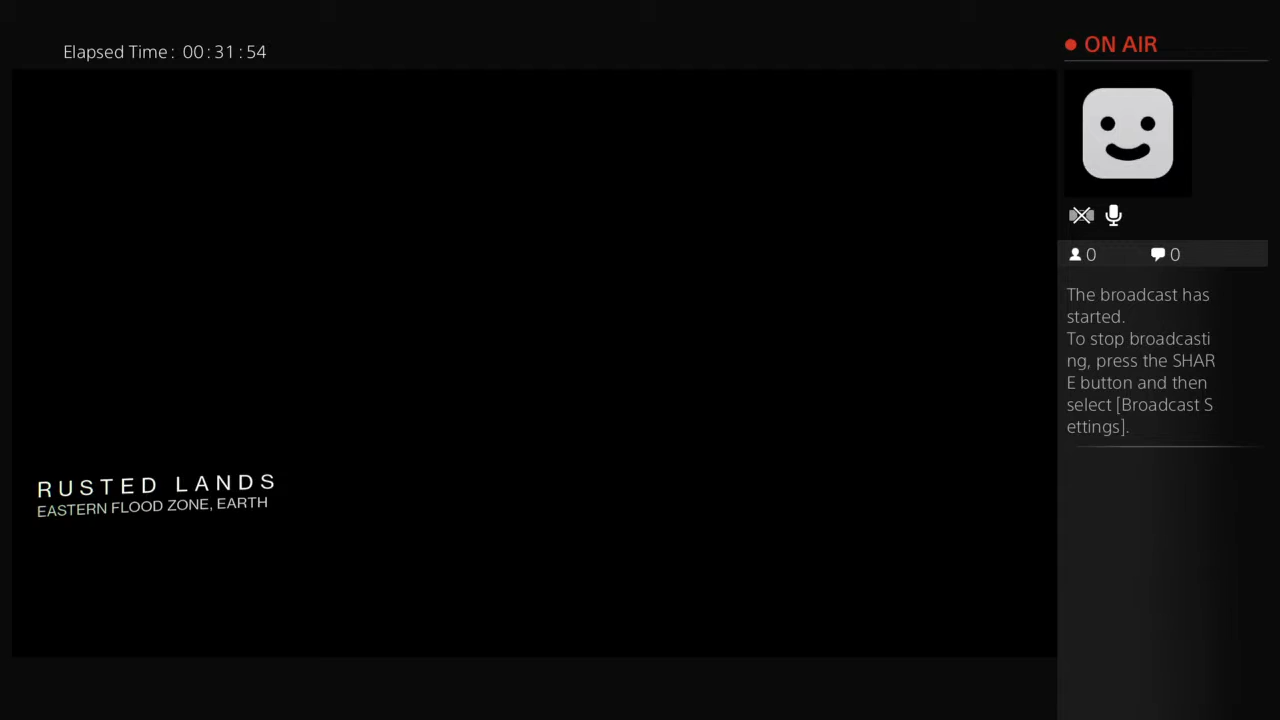 Elapsed Time: 00:31:54
ON AIR
0 0
The broadcast has
started.
To stop broadcasti
ng, press the SHAR
E button and then
select [Broadcast S
ettings].
RUSTED LANDS
EASTERN FLOOD ZONE, EARTH